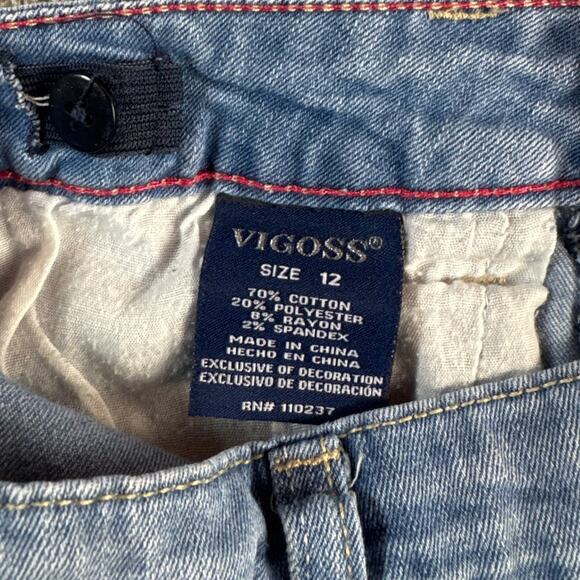 VIGOSS®
SIZE 12
70% COTTON
20% POLYESTER
8% RAYON
2% SPANDEX
MADE IN CHINA
HECHO EN CHINA
EXCLUSIVE OF DECORATION
EXCLUSIVO DE DECORACIÓN
RN# 110237